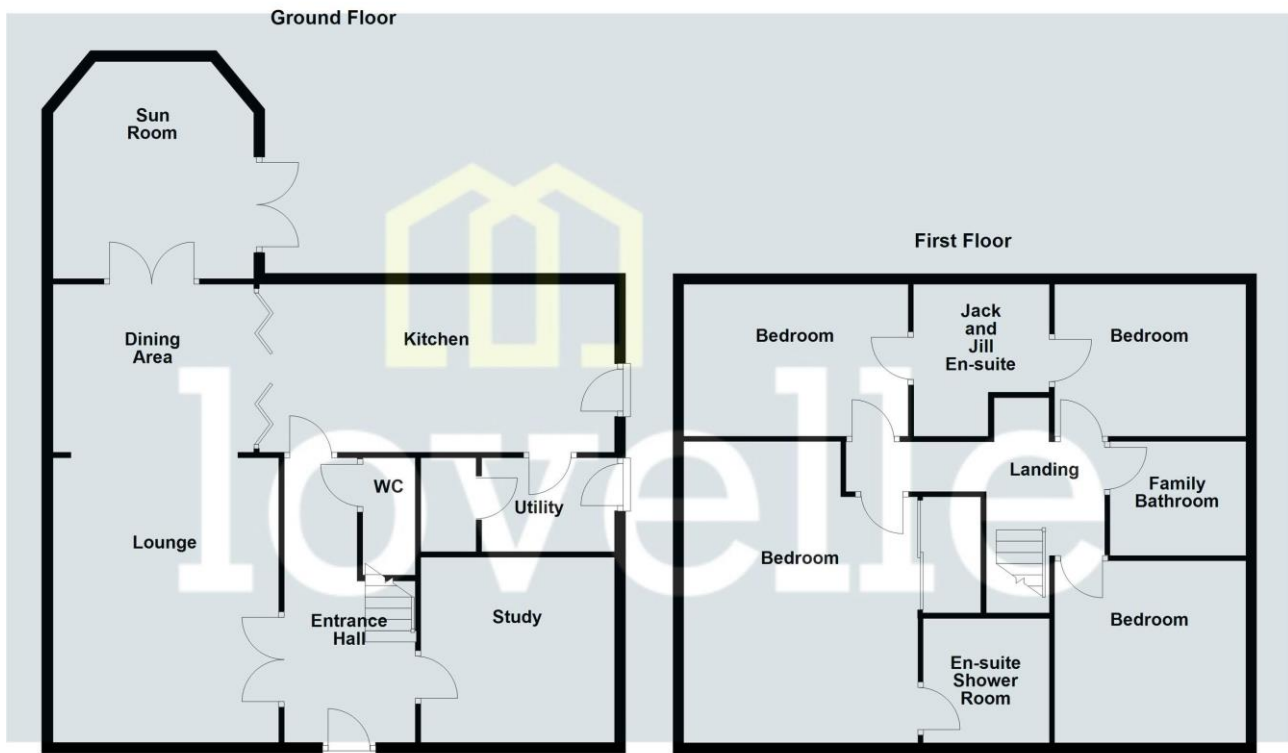 Ground Floor
Sun
Room
Dining
Area
Kitchen
WC
Utility
Lounge
Entrance
Hall
Study
First Floor
Bedroom
Jack
and
Jill
En-suite
Bedroom
Landing
Family
Bathroom
Bedroom
En-suite
Shower
Room
Bedroom
lovelle